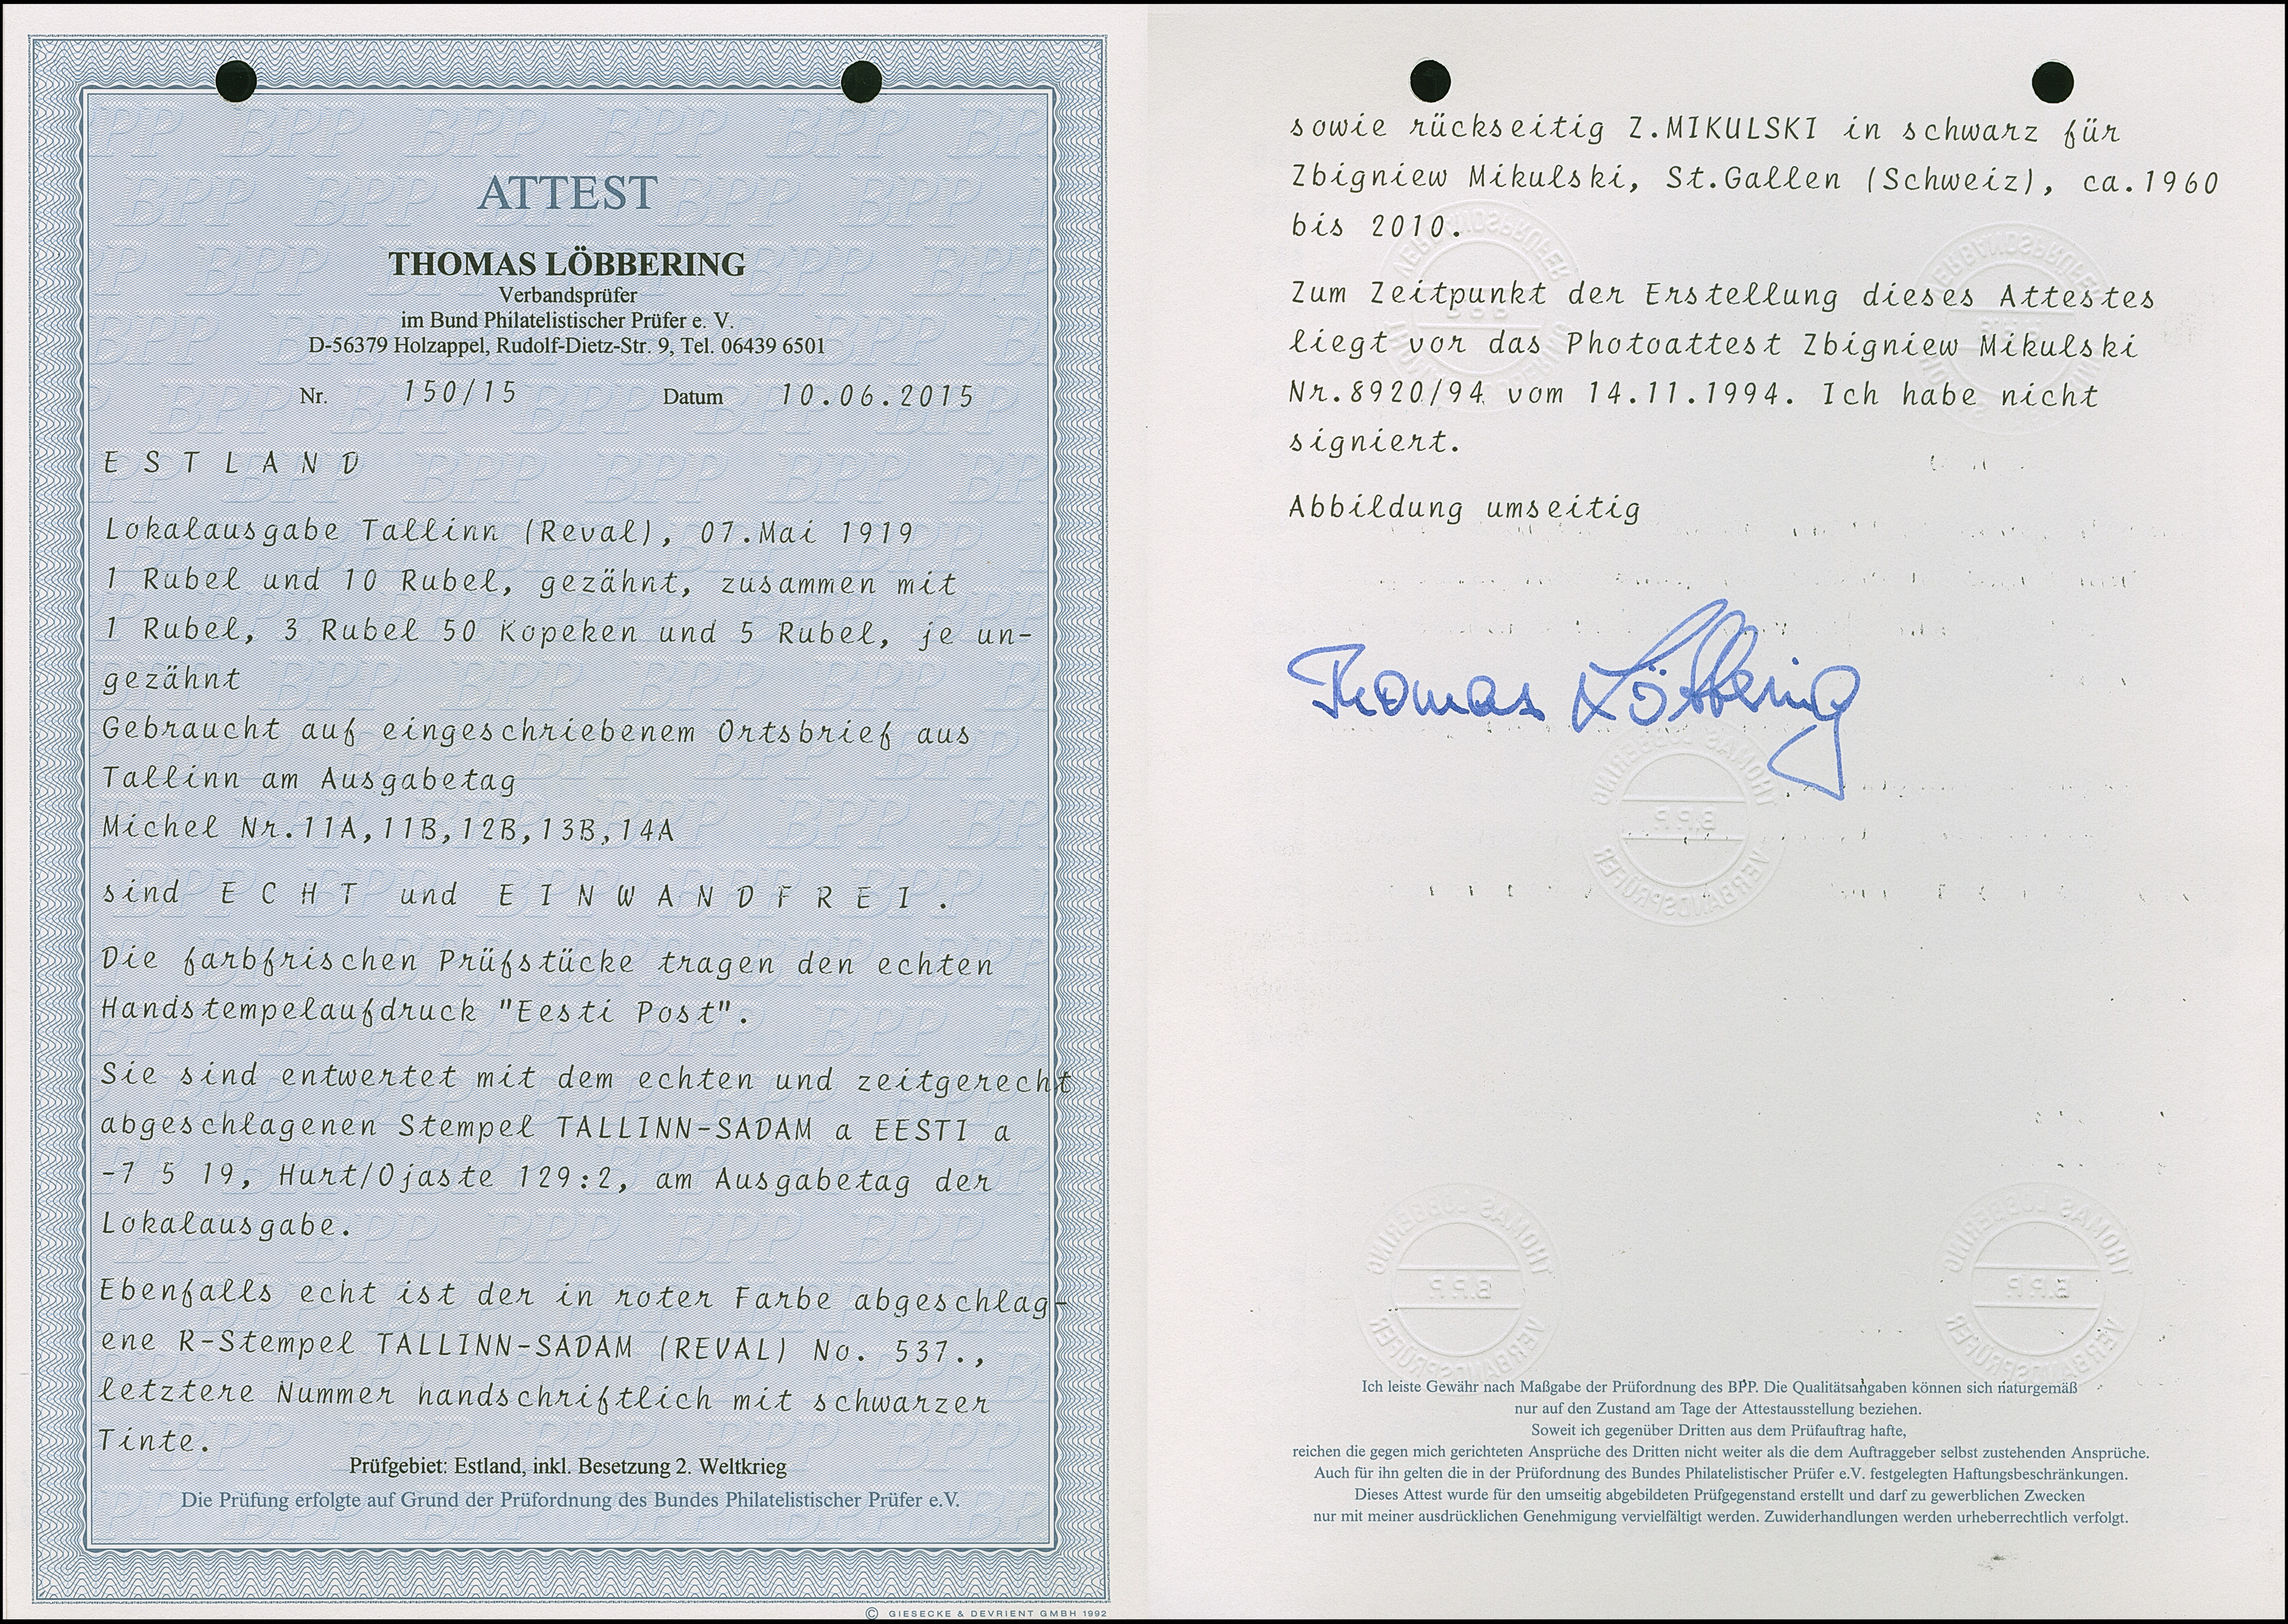 ATTEST
THOMAS LÖBBERING
Verbandsprüfer
im Bund Philatelistischer Prüfer e. V.
D-56379 Holzappel, Rudolf-Dietz-Str. 9, Tel. 06439 6501
Nr. 150/15 Datum 10.06.2015
E S T L A N D
Lokalausgabe Tallinn (Reval), 07.Mai 1919
1 Rubel und 10 Rubel, gezähnt, zusammen mit
1 Rubel, 3 Rubel 50 Kopeken und 5 Rubel, je un-
gezähnt
Gebraucht auf eingeschriebenem Ortsbrief aus
Tallinn am Ausgabetag
Michel Nr.11A,11B,12B,13B,14A
sind E C H T und E I N W A N D F R E I .
Die farbfrischen Prüfstücke tragen den echten
Handstempelaufdruck "Eesti Post".
Sie sind entwertet mit dem echten und zeitgerecht
abgeschlagenen Stempel TALLINN-SADAM a EESTI a
-7 5 19, Hurt/Ojaste 129:2, am Ausgabetag der
Lokalausgabe.
Ebenfalls echt ist der in roter Farbe abgeschlag-
ene R-Stempel TALLINN-SADAM (REVAL) No. 537.,
letztere Nummer handschriftlich mit schwarzer
Tinte.
Prüfgebiet: Estland, inkl. Besetzung 2. Weltkrieg
Die Prüfung erfolgte auf Grund der Prüfordnung des Bundes Philatelistischer Prüfer e.V.
© GIESECKE & DEVRIENT GMBH 1992
sowie rückseitig Z.MIKULSKI in schwarz für
Zbigniew Mikulski, St.Gallen (Schweiz), ca.1960
bis 2010.
Zum Zeitpunkt der Erstellung dieses Attestes
liegt vor das Photoattest Zbigniew Mikulski
Nr.8920/94 vom 14.11.1994. Ich habe nicht
signiert.
Abbildung umseitig
Thomas Löbbering
THOMAS LÖBBERING
B.P.P.
VERBANDSPRÜFER
Ich leiste Gewähr nach Maßgabe der Prüfordnung des BPP. Die Qualitätsangaben können sich naturgemäß
nur auf den Zustand am Tage der Attestausstellung beziehen.
Soweit ich gegenüber Dritten aus dem Prüfauftrag hafte,
reichen die gegen mich gerichteten Ansprüche des Dritten nicht weiter als die dem Auftraggeber selbst zustehenden Ansprüche.
Auch für ihn gelten die in der Prüfordnung des Bundes Philatelistischer Prüfer e.V. festgelegten Haftungsbeschränkungen.
Dieses Attest wurde für den umseitig abgebildeten Prüfgegenstand erstellt und darf zu gewerblichen Zwecken
nur mit meiner ausdrücklichen Genehmigung vervielfältigt werden. Zuwiderhandlungen werden urheberrechtlich verfolgt.